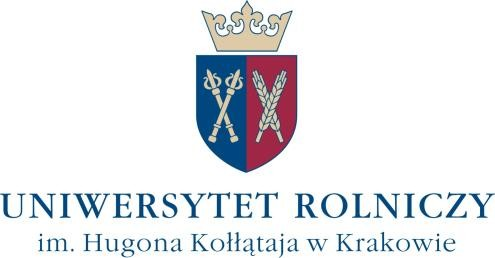 UNIWERSYTET ROLNICZY
im. Hugona Kołłątaja w Krakowie